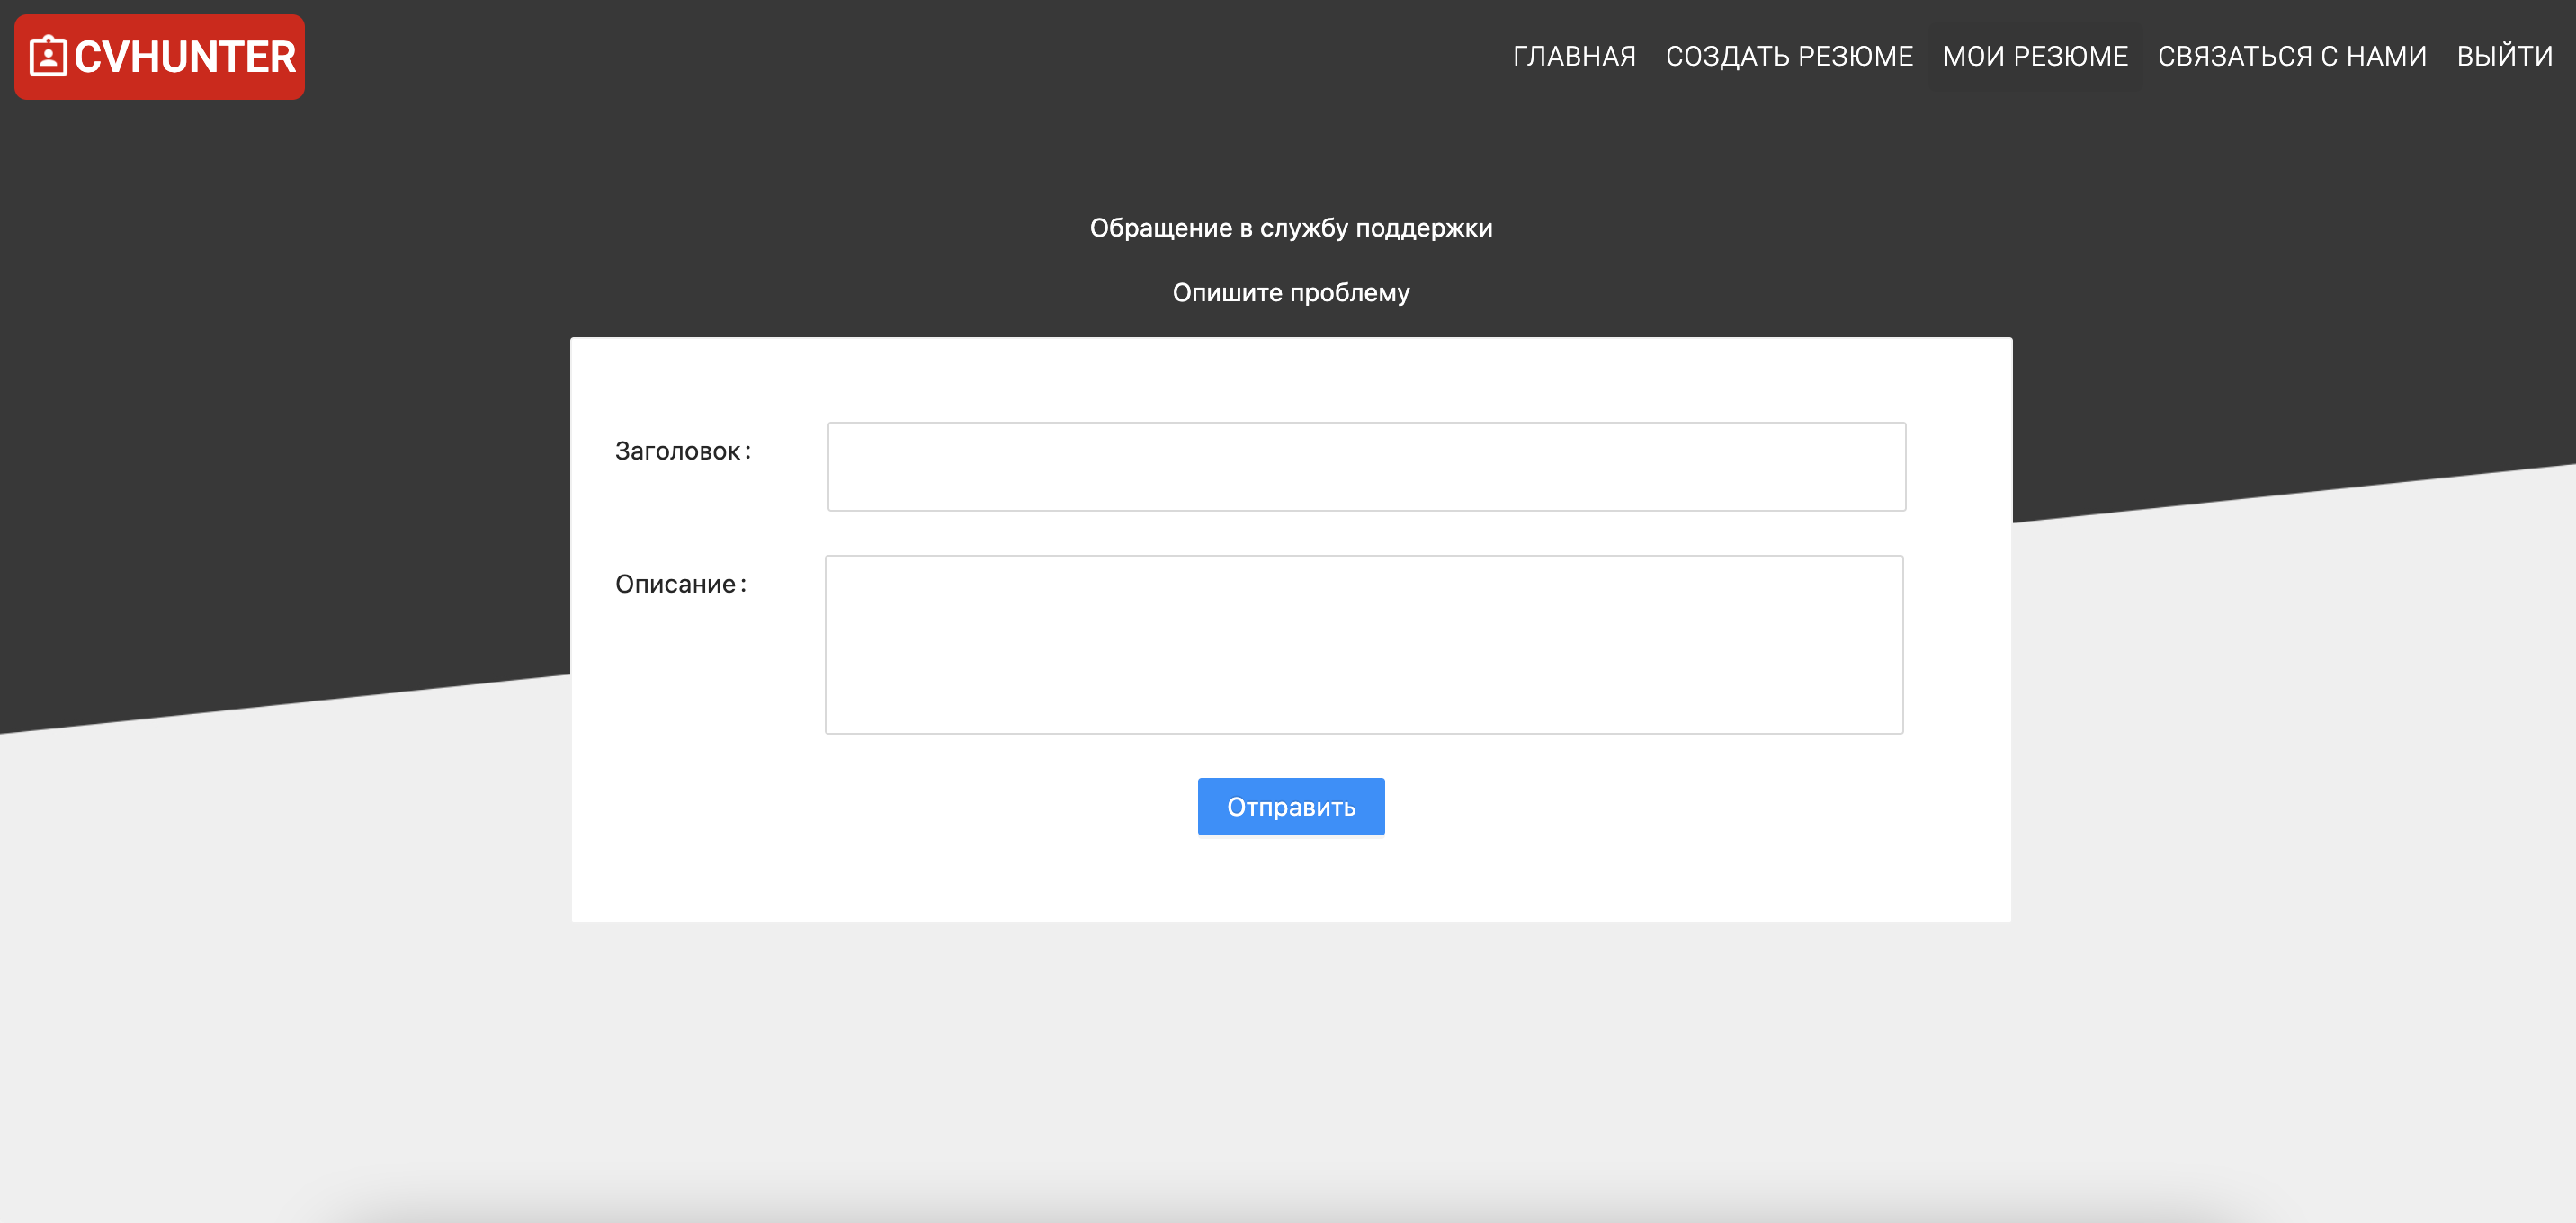 CVHUNTER
ГЛАВНАЯ СОЗДАТЬ РЕЗЮМЕ МОИ РЕЗЮМЕ СВЯЗАТЬСЯ С НАМИ ВЫЙТИ
Обращение в службу поддержки
Опишите проблему
Заголовок:
Описание:
Отправить